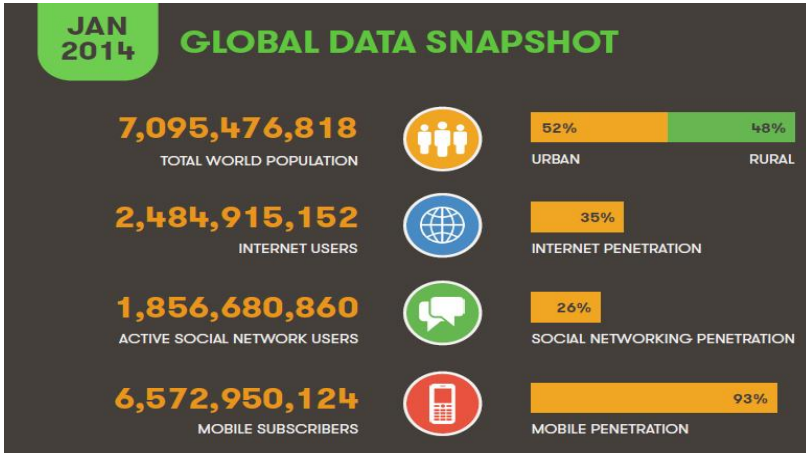 JAN
2014
GLOBAL DATA SNAPSHOT
7,095,476,818
TOTAL WORLD POPULATION
52%
48%
URBAN
RURAL
2,484,915,152
INTERNET USERS
35%
INTERNET PENETRATION
1,856,680,860
ACTIVE SOCIAL NETWORK USERS
26%
SOCIAL NETWORKING PENETRATION
6,572,950,124
MOBILE SUBSCRIBERS
93%
MOBILE PENETRATION